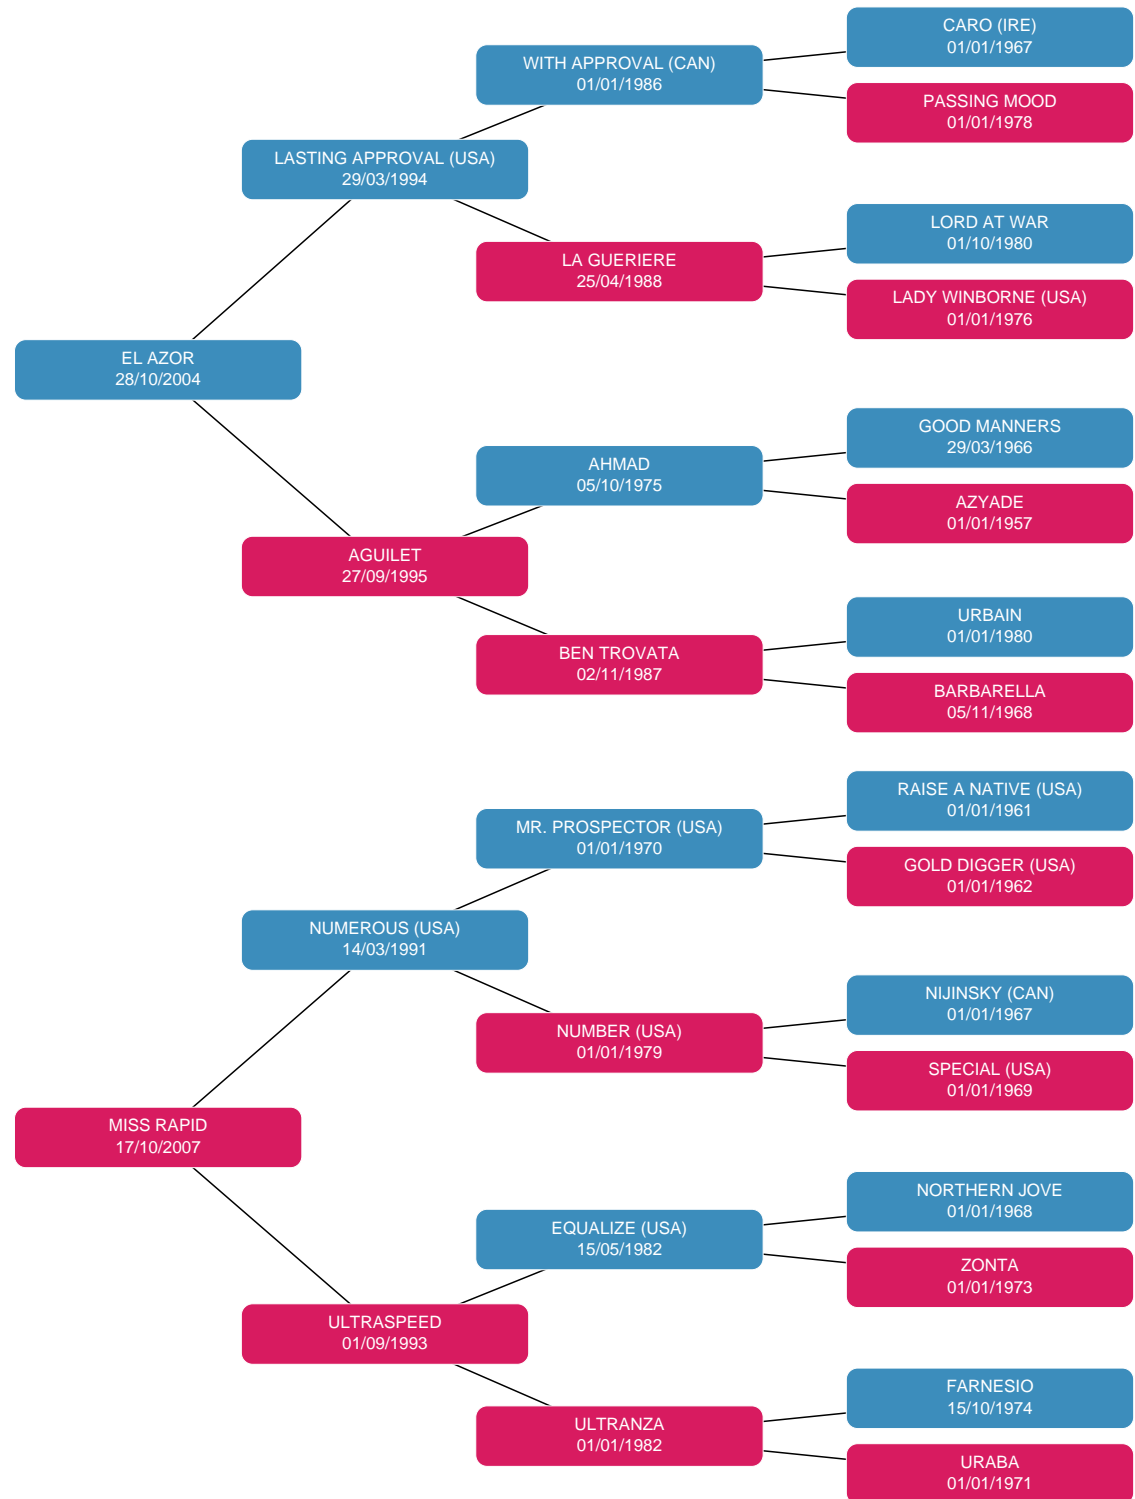 CARO (IRE)
01/01/1967
WITH APPROVAL (CAN)
01/01/1986
PASSING MOOD
01/01/1978
LASTING APPROVAL (USA)
29/03/1994
LORD AT WAR
01/10/1980
LA GUERIERE
25/04/1988
LADY WINBORNE (USA)
01/01/1976
EL AZOR
28/10/2004
GOOD MANNERS
29/03/1966
AHMAD
05/10/1975
AZYADE
01/01/1957
AGUILET
27/09/1995
URBAIN
01/01/1980
BEN TROVATA
02/11/1987
BARBARELLA
05/11/1968
RAISE A NATIVE (USA)
01/01/1961
MR. PROSPECTOR (USA)
01/01/1970
GOLD DIGGER (USA)
01/01/1962
NUMEROUS (USA)
14/03/1991
NIJINSKY (CAN)
01/01/1967
NUMBER (USA)
01/01/1979
SPECIAL (USA)
01/01/1969
MISS RAPID
17/10/2007
NORTHERN JOVE
01/01/1968
EQUALIZE (USA)
15/05/1982
ZONTA
01/01/1973
ULTRASPEED
01/09/1993
FARNESIO
15/10/1974
ULTRANZA
01/01/1982
URABA
01/01/1971